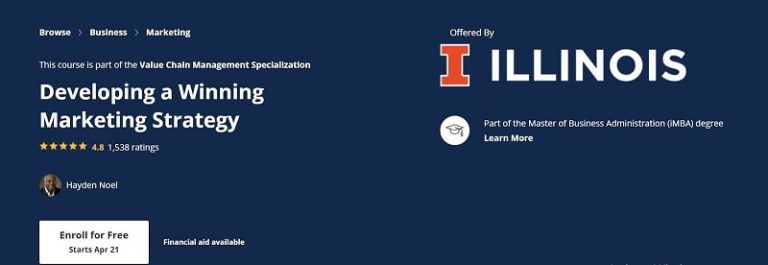 Browse > Business > Marketing
This course is part of the Value Chain Management Specialization
Developing a Winning
Marketing Strategy
4.8 1,538 ratings
Hayden Noel
Enroll for Free
Starts Apr 21
Financial aid available
Offered By
I ILLINOIS
Part of the Master of Business Administration (iMBA) degree
Learn More